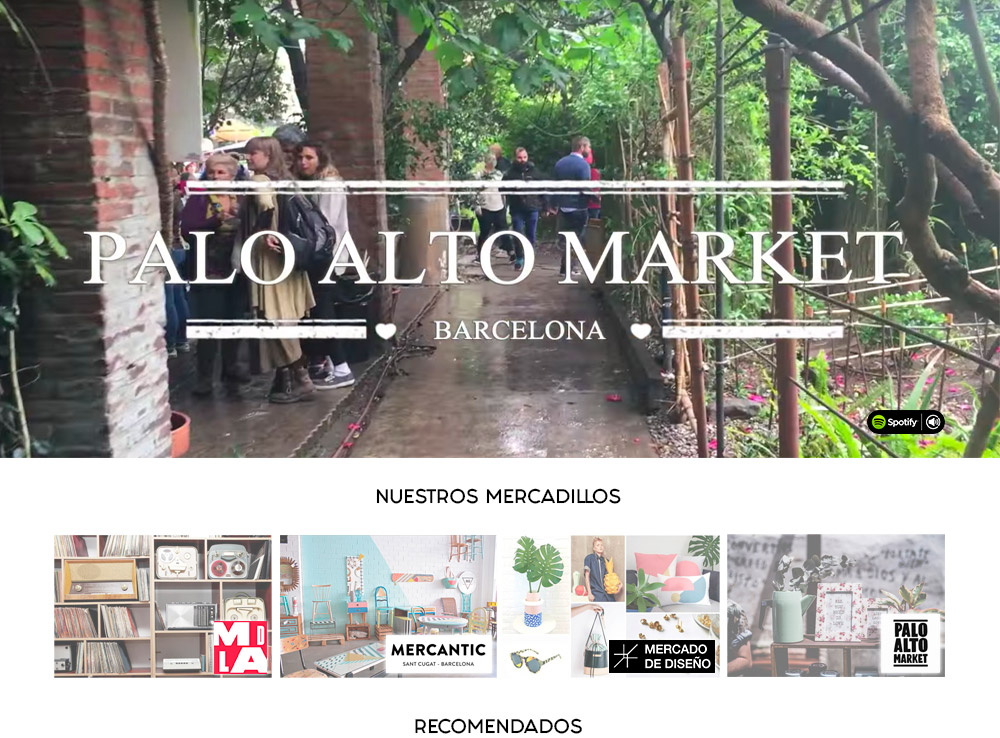 PALO ALTO MARKET
BARCELONA
Spotify
NUESTROS MERCADILLOS
MDLA
MERCANTIC
SANT CUGAT - BARCELONA
MERCADO
DE DISEÑO
PALO
ALTO
MARKET
RECOMENDADOS